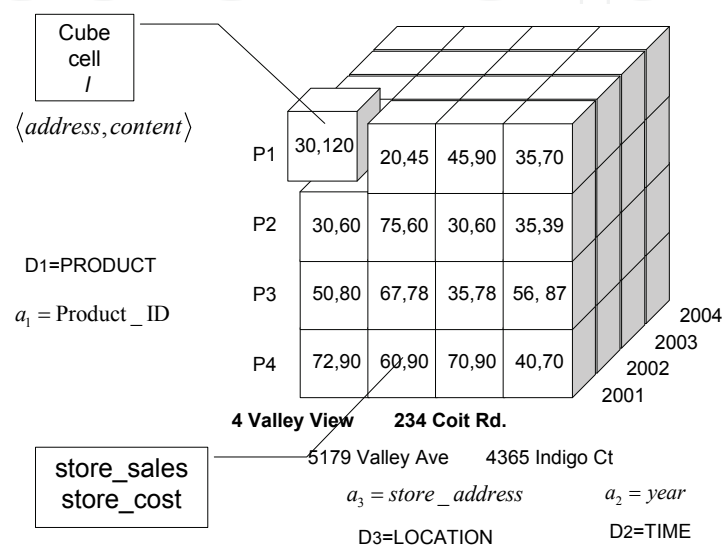 Cube
cell
l
⟨address,content⟩
P1 30,120 20,45 45,90 35,70
P2 30,60 75,60 30,60 35,39
D1=PRODUCT
P3 50,80 67,78 35,78 56, 87
a₁ = Product _ ID
P4 72,90 60,90 70,90 40,70
2004
2003
2002
2001
4 Valley View 234 Coit Rd.
5179 Valley Ave 4365 Indigo Ct
store_sales
store_cost
a₃ = store _ address a₂ = year
D3=LOCATION D2=TIME